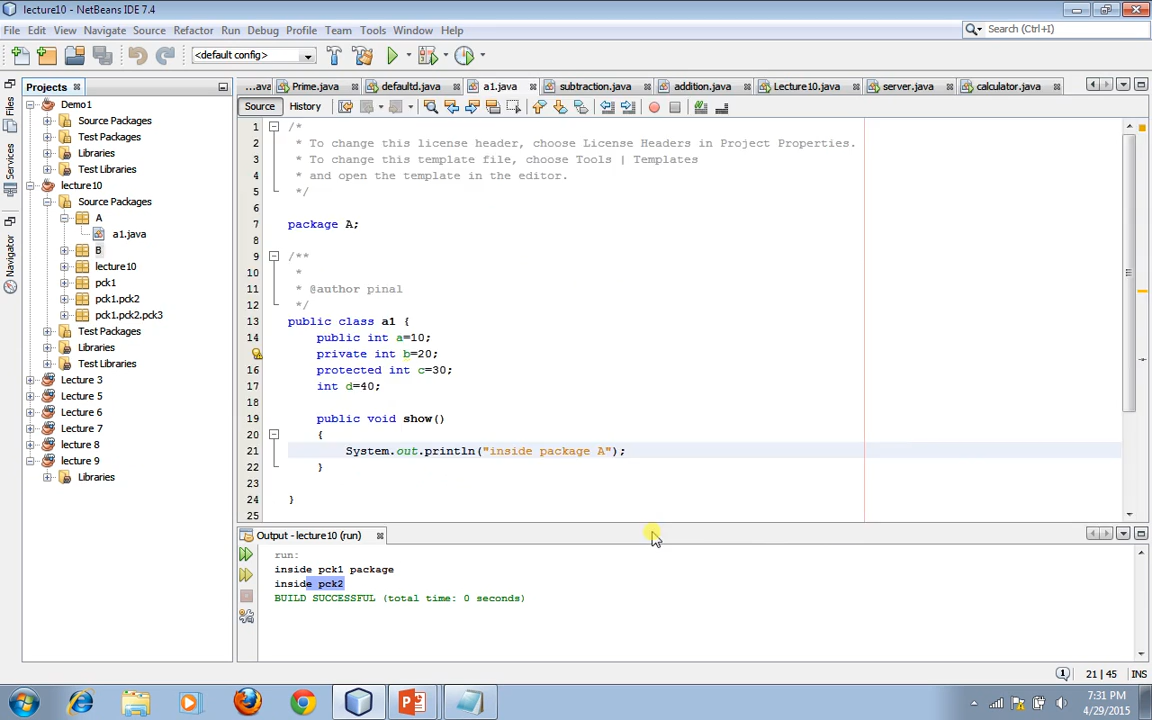 lecture10 - NetBeans IDE 7.4
File Edit View Navigate Source Refactor Run Debug Profile Team Tools Window Help
Search (Ctrl+I)
<default config>
Projects
...ava Prime.java defaultd.java a1.java subtraction.java addition.java Lecture10.java server.java calculator.java
Source History
Files
Services
Navigator
Demo1
Source Packages
Test Packages
Libraries
Test Libraries
lecture10
Source Packages
A
a1.java
B
lecture10
pck1
pck1.pck2
pck1.pck2.pck3
Test Packages
Libraries
Test Libraries
Lecture 3
Lecture 5
Lecture 6
Lecture 7
lecture 8
lecture 9
Libraries
1 /*
2 * To change this license header, choose License Headers in Project Properties.
3 * To change this template file, choose Tools | Templates
4 * and open the template in the editor.
5 */
6
7 package A;
8
9 /**
10 *
11 * @author pinal
12 */
13 public class a1 {
14 public int a=10;
private int b=20;
16 protected int c=30;
17 int d=40;
18
19 public void show()
20 {
21 System.out.println("inside package A");
22 }
23
24 }
25
Output - lecture10 (run)
run:
inside pck1 package
inside pck2
BUILD SUCCESSFUL (total time: 0 seconds)
1 21 | 45 INS
7:31 PM
4/29/2015